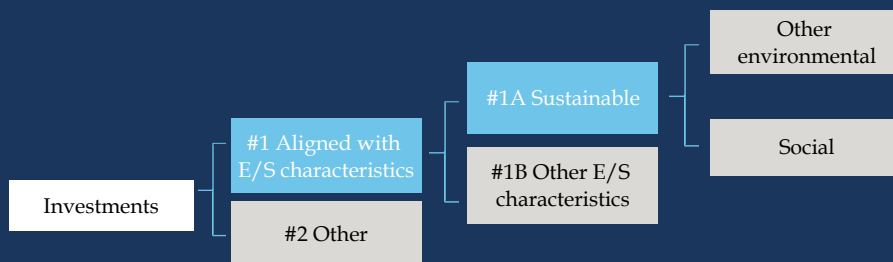 Investments
#1 Aligned with
E/S characteristics
#2 Other
#1A Sustainable
#1B Other E/S
characteristics
Other
environmental
Social